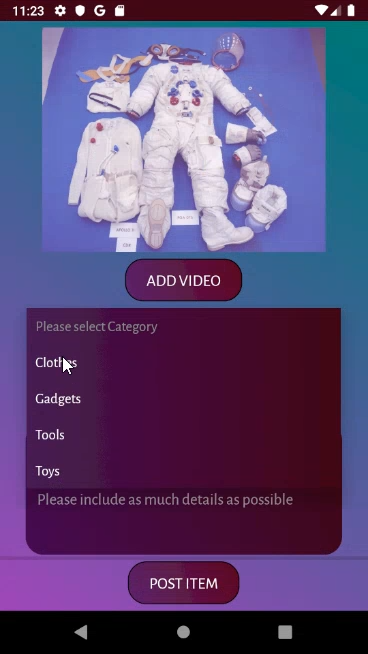 11:23
ADD VIDEO
Please select Category
Clothes
Gadgets
Tools
Toys
Please include as much details as possible
POST ITEM